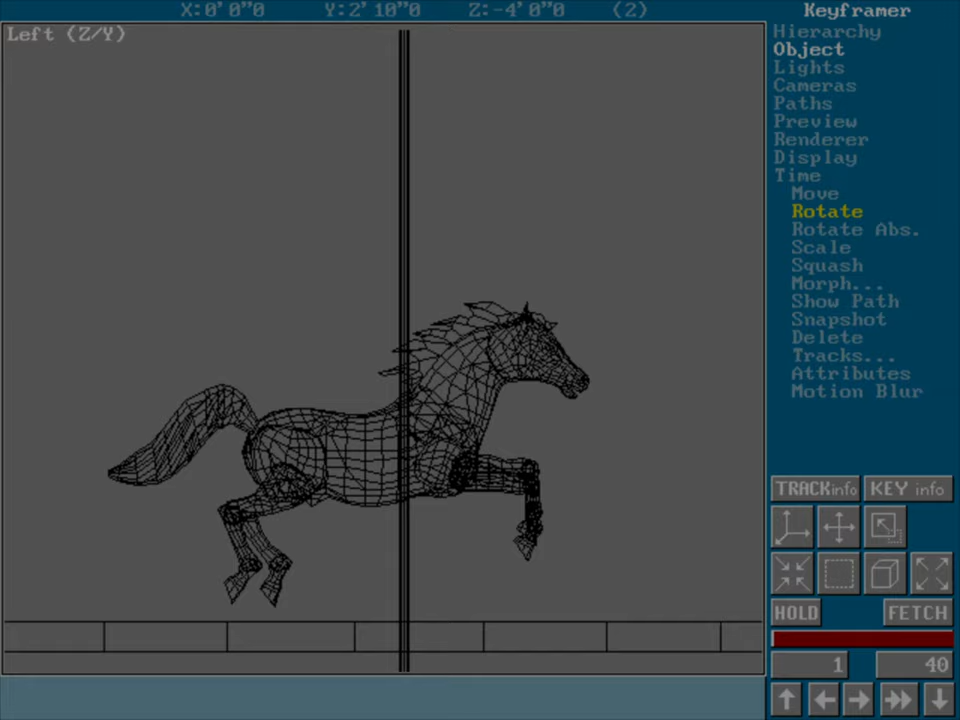 X:0'0"0 Y:2'10"0 Z:-4'0"0 (2) Keyframer
Left (Z/Y)
Hierarchy
Object
Lights
Cameras
Paths
Preview
Renderer
Display
Time
Move
Rotate
Rotate Abs.
Scale
Squash
Morph...
Show Path
Snapshot
Delete
Tracks...
Attributes
Motion Blur
TRACKinfo KEY info
HOLD FETCH
1 40